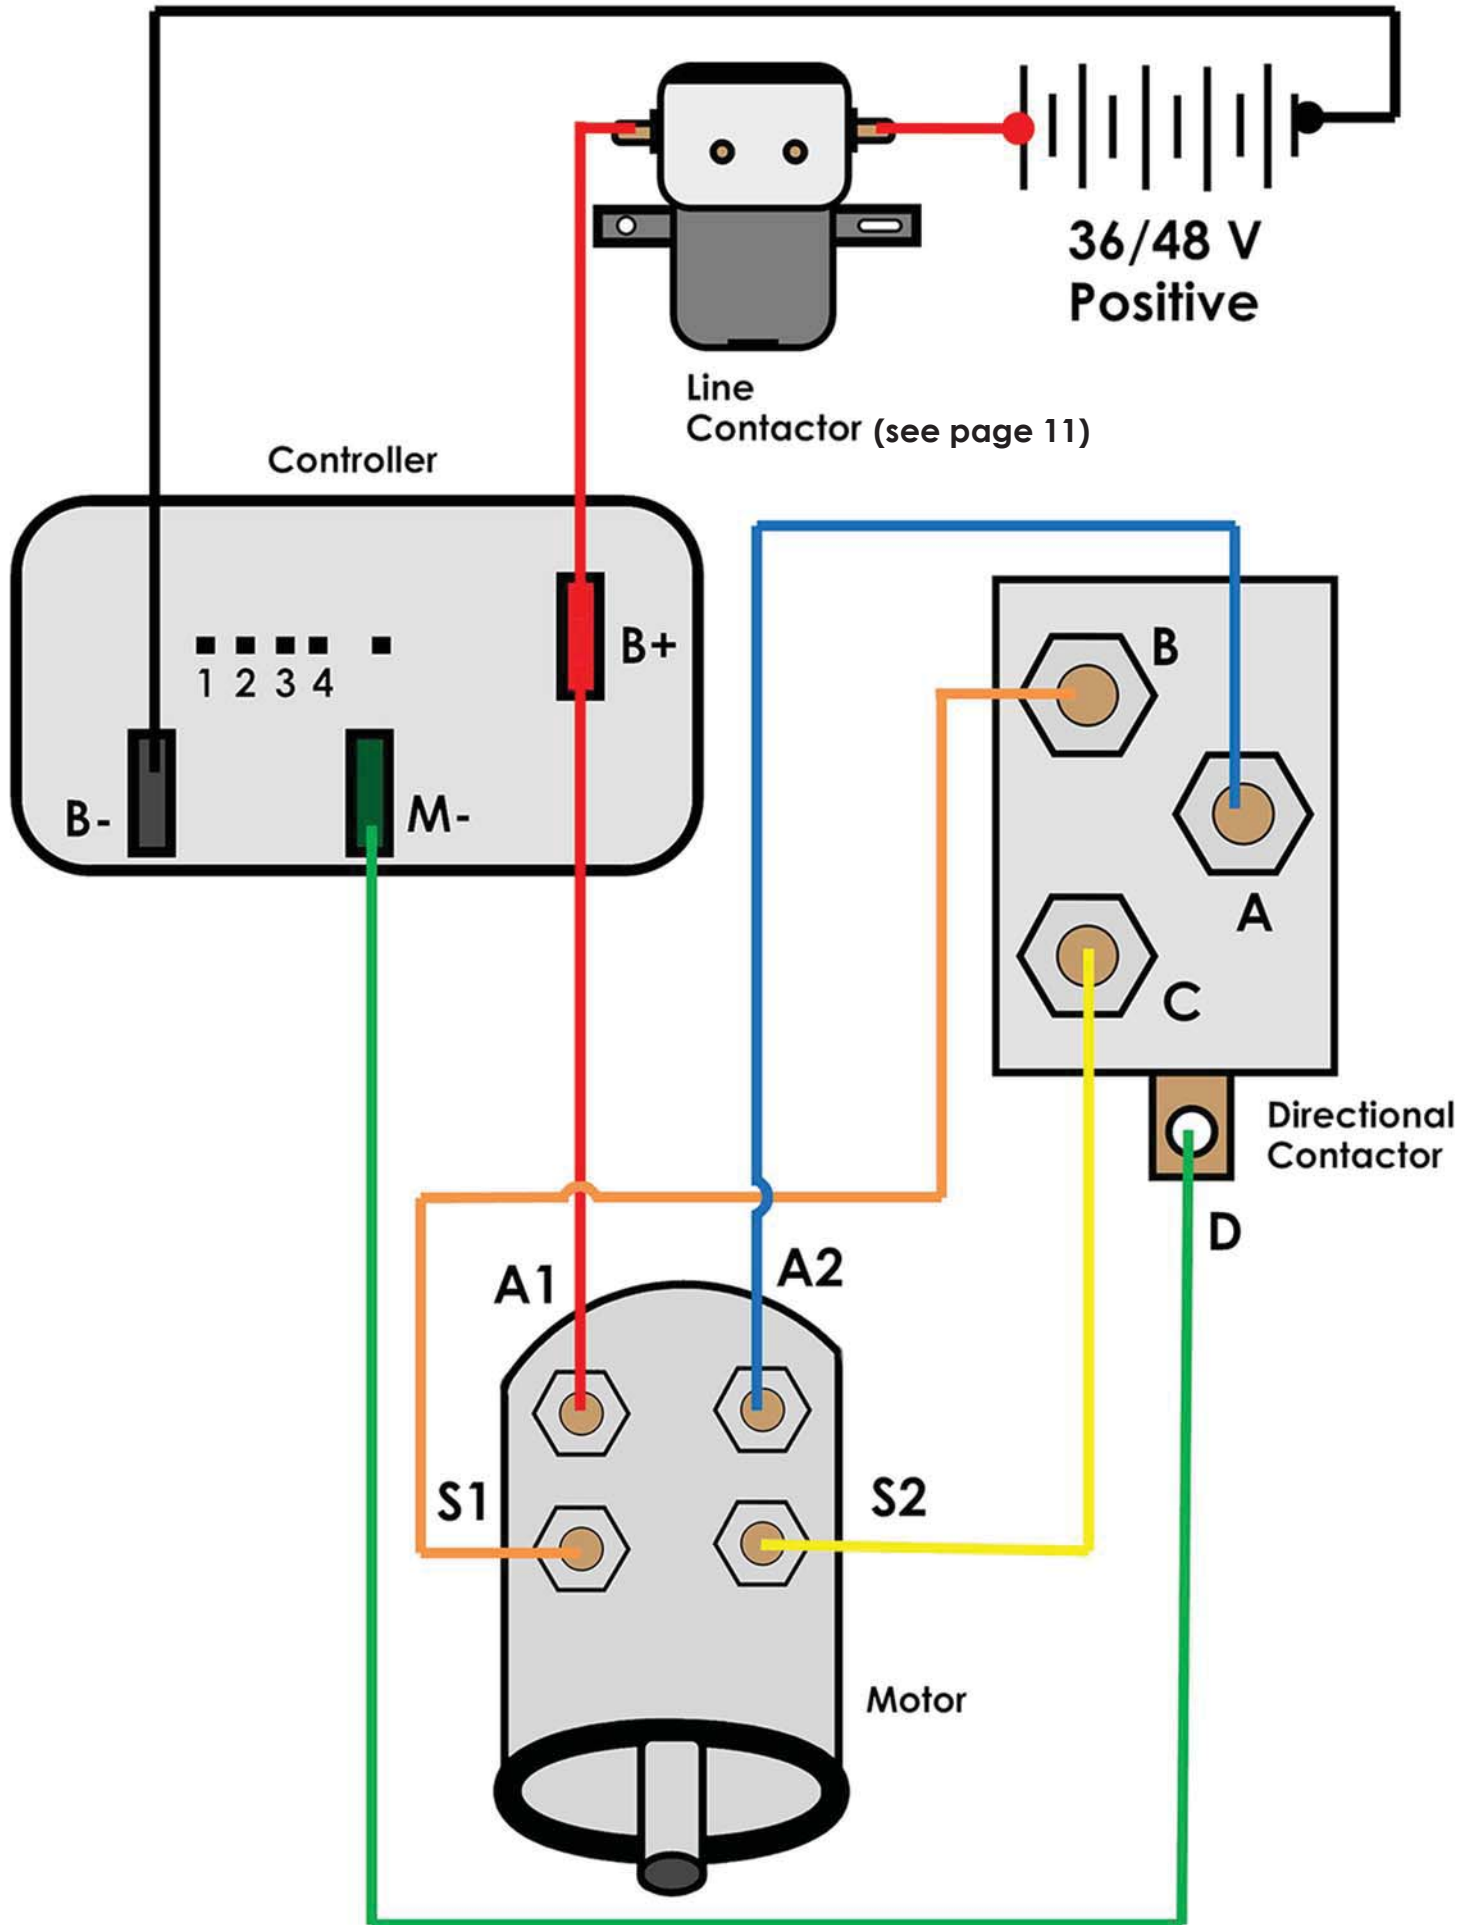 36/48 V
Positive
Line
Contactor (see page 11)
Controller
B+
1 2 3 4
B-
M-
B
A
C
Directional
Contactor
D
A1
A2
S1
S2
Motor